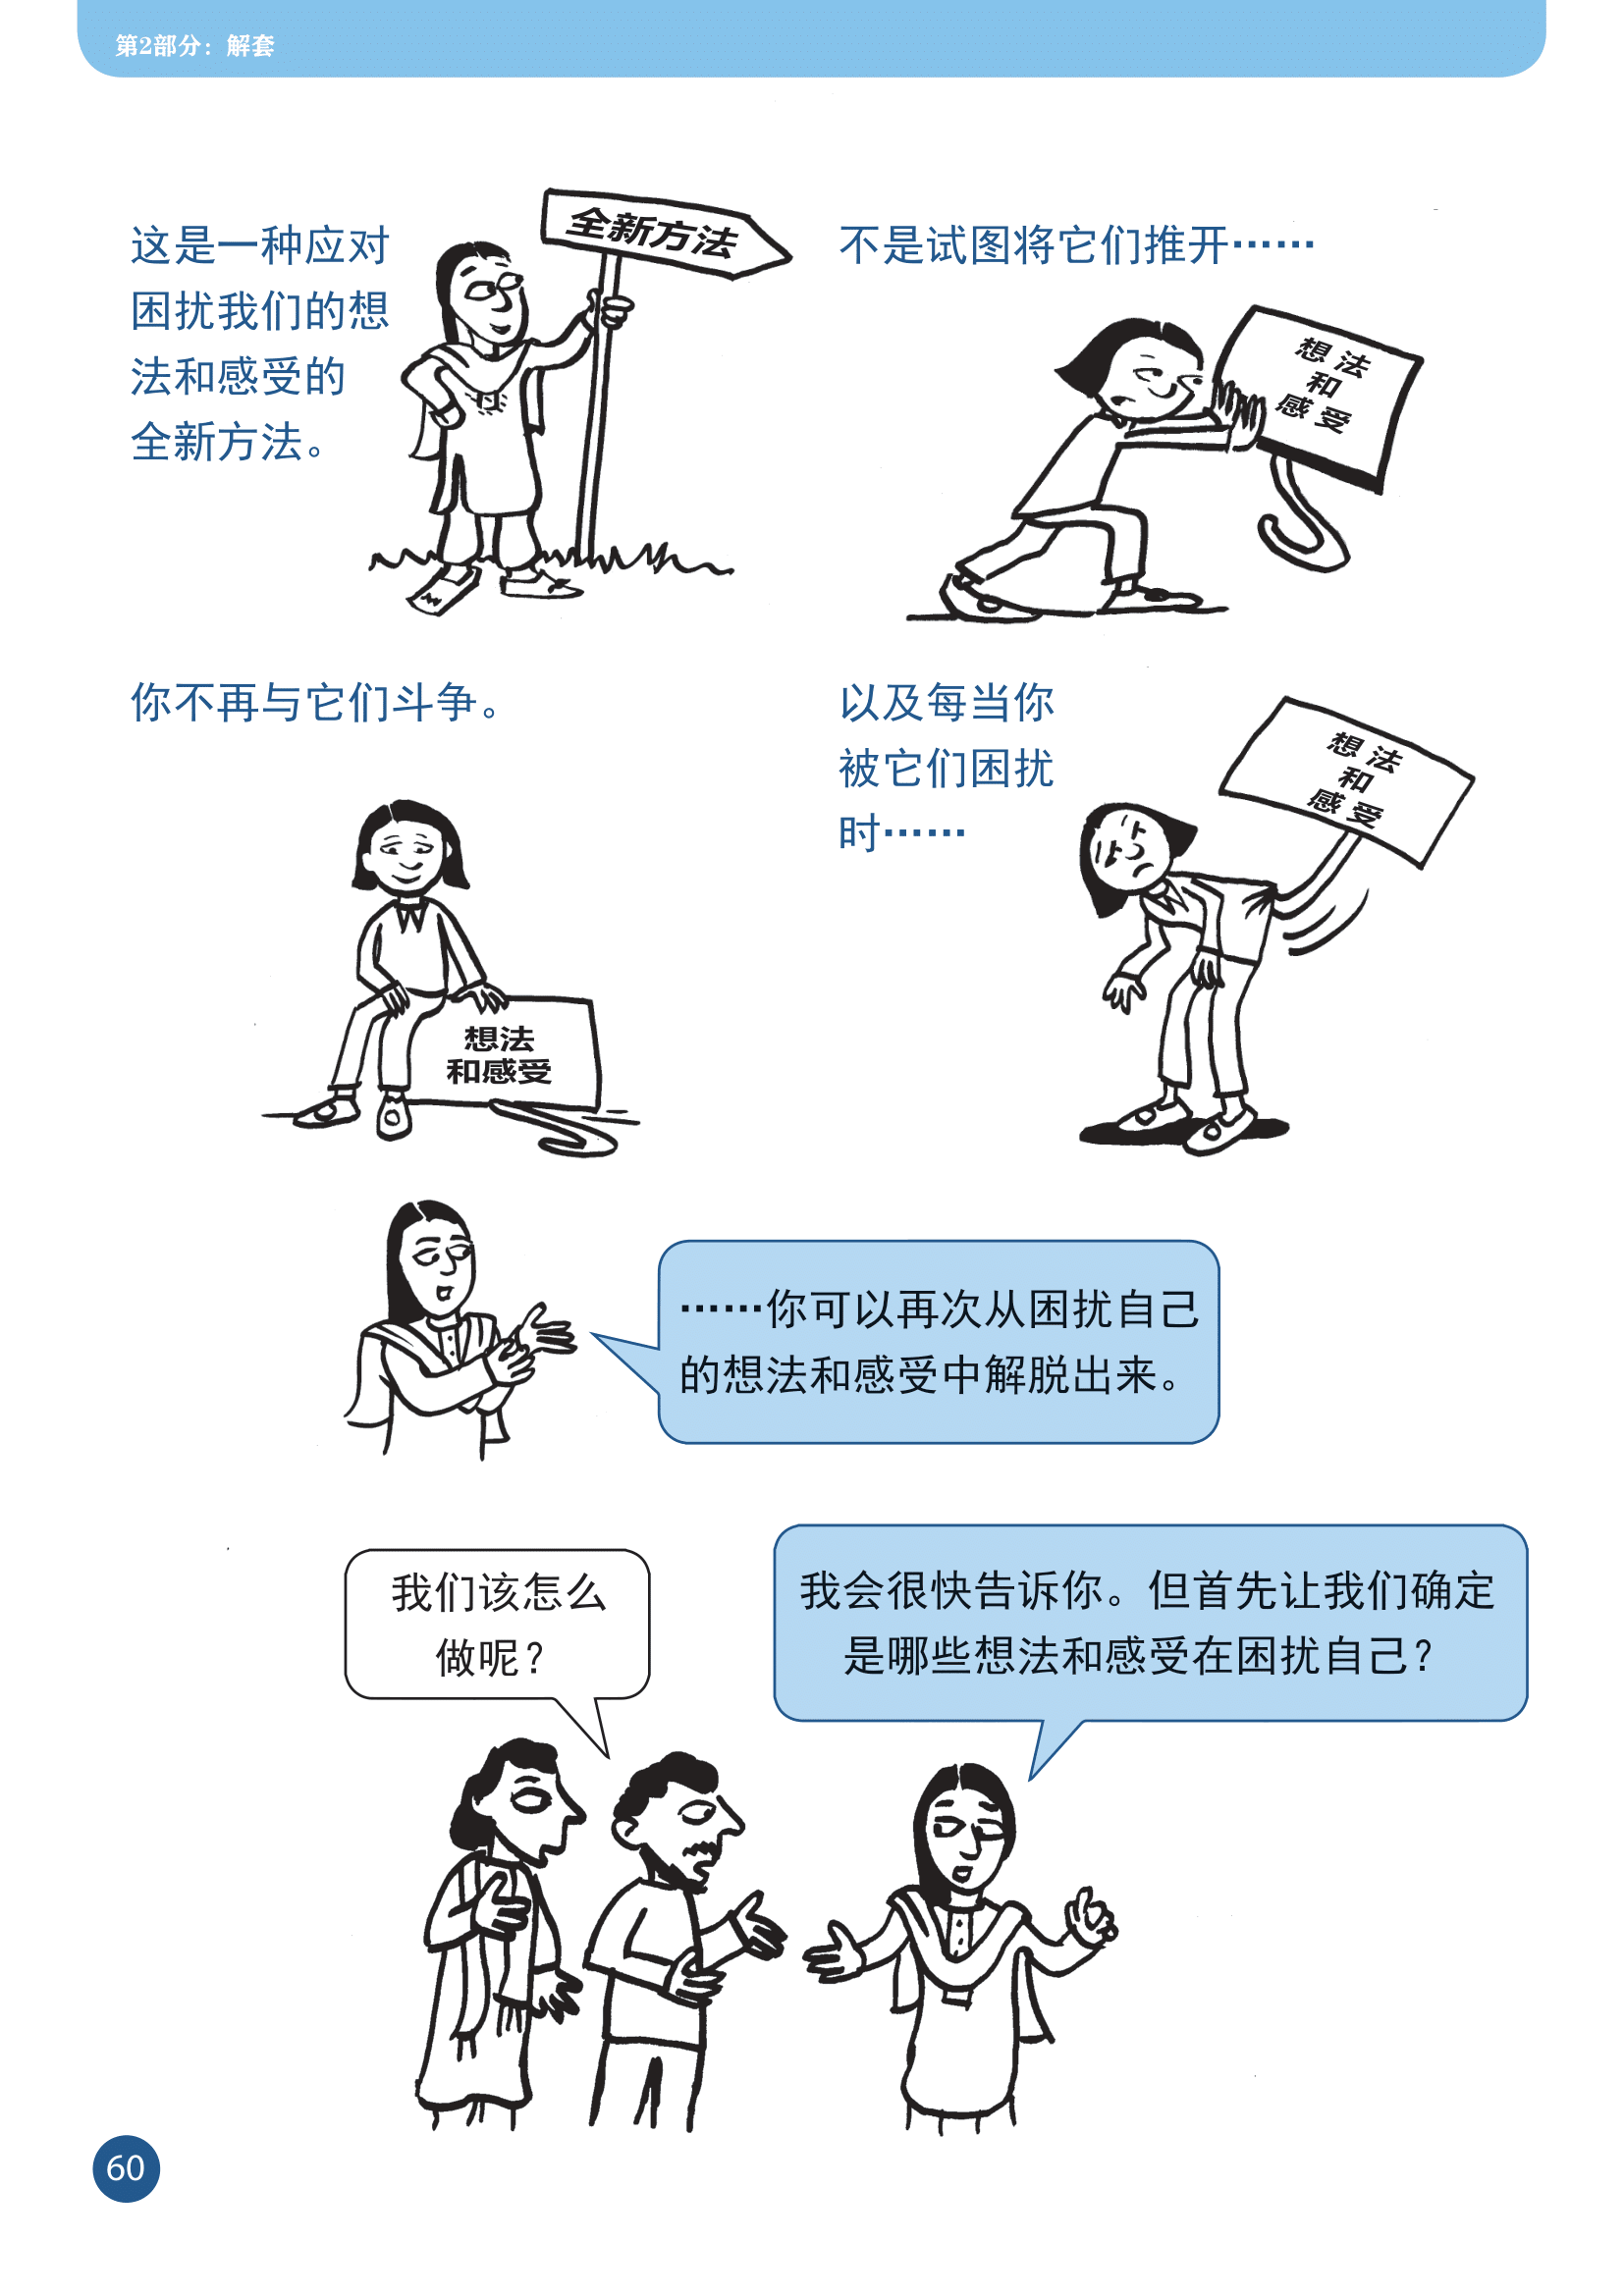 第2部分：解套
这是一种应对
困扰我们的想
法和感受的
全新方法。
全新方法
不是试图将它们推开……
想法
和
感受
你不再与它们斗争。
想法
和感受
以及每当你
被它们困扰
时……
想法
和
感受
……你可以再次从困扰自己
的想法和感受中解脱出来。
我们该怎么
做呢？
我会很快告诉你。但首先让我们确定
是哪些想法和感受在困扰自己？
60